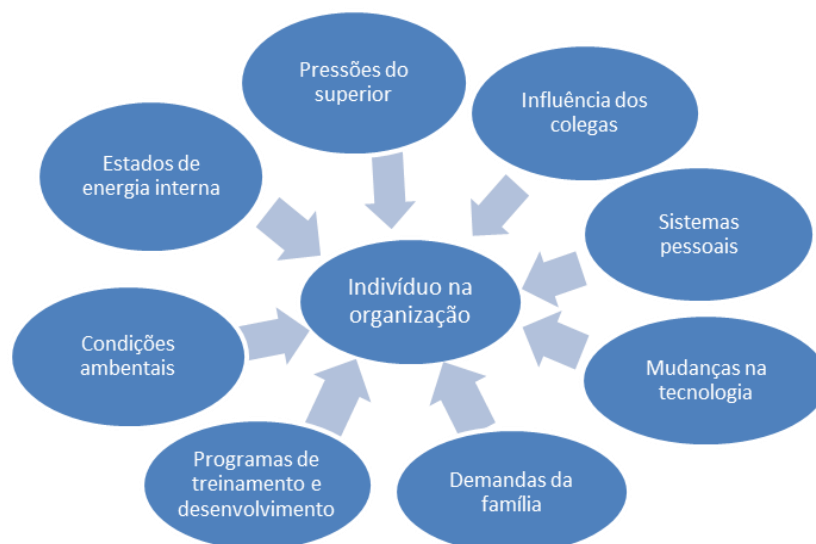 Pressões do
superior
Influência dos
colegas
Estados de
energia interna
Sistemas
pessoais
Indivíduo na
organização
Condições
ambentais
Mudanças na
tecnologia
Programas de
treinamento e
desenvolvimento
Demandas da
família